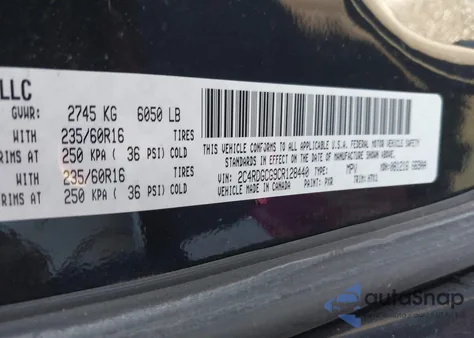 LLC
GVWR: 2745 KG 6050 LB
WITH 235/60R16 TIRES
RIMS AT 250 KPA ( 36 PSI) COLD
WITH 235/60R16 TIRES
RIMS AT 250 KPA ( 36 PSI) COLD
THIS VEHICLE CONFORMS TO ALL APPLICABLE U.S.A. FEDERAL MOTOR VEHICLE SAFETY
STANDARDS IN EFFECT ON THE DATE OF MANUFACTURE SHOWN ABOVE.
VIN: 2C4RDGCG9CR128440 MPV
MADE IN CANADA PAINT: PXR TRIM:
autoSnap